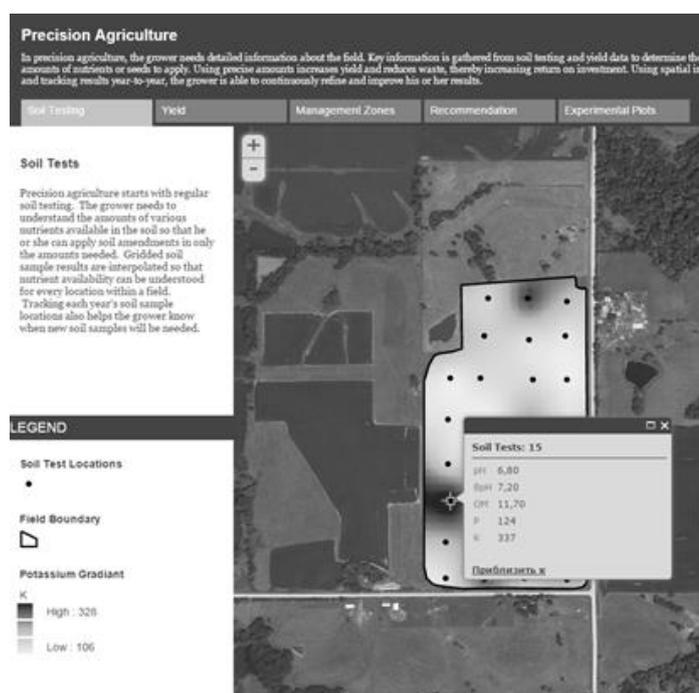 Precision Agriculture
In precision agriculture, the grower needs detailed information about the field. Key information is gathered from soil testing and yield data to determine the
amounts of nutrients or seeds to apply. Using precise amounts increases yield and reduces waste, thereby increasing return on investment. Using spatial
and tracking results year-to-year, the grower is able to continuously refine and improve his or her results.
Soil Testing
Yield
Management Zones
Recommendation
Experimental Plots
+
-
Soil Tests
Precision agriculture starts with regular
soil testing. The grower needs to
understand the amounts of various
nutrients available in the soil so that he
or she can apply soil amendments in only
the amounts needed. Gridded soil
sample results are interpolated so that
nutrient availability can be understood
for every location within a field.
Tracking each year's soil sample
locations also helps the grower know
when new soil samples will be needed.
LEGEND
Soil Test Locations
Field Boundary
Potassium Gradiant
K
High : 328
Low : 106
Soil Tests: 15
pH 6,80
BpH 7,20
OM 11,70
P 124
K 337
Приблизить к